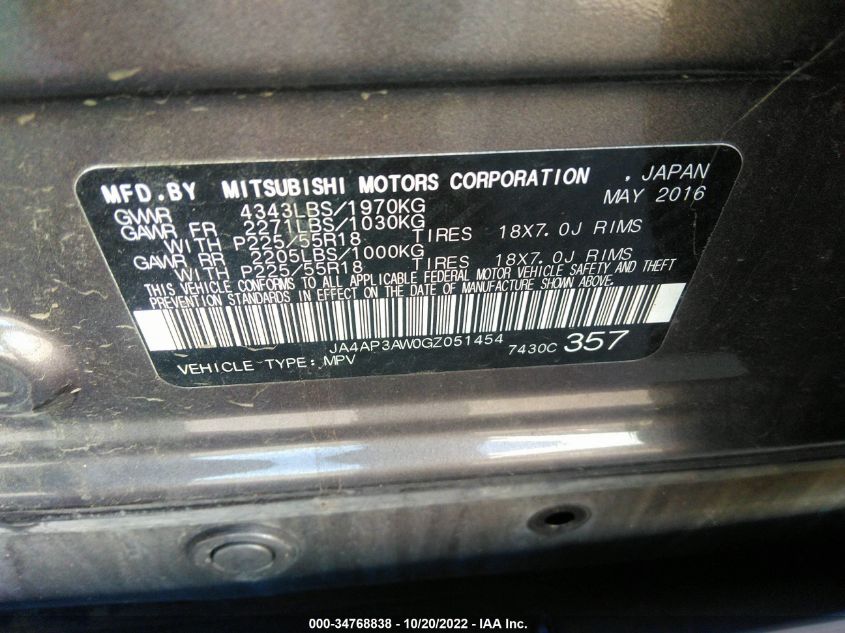 MFD.BY MITSUBISHI MOTORS CORPORATION . JAPAN
GVWR 4343LBS/1970KG MAY 2016
GAWR FR 2271LBS/1030KG
WITH P225/55R18 TIRES 18X7.0J RIMS
GAWR RR 2205LBS/1000KG
WITH P225/55R18 TIRES 18X7.0J RIMS
THIS VEHICLE CONFORMS TO ALL APPLICABLE FEDERAL MOTOR VEHICLE SAFETY AND THEFT
PREVENTION STANDARDS IN EFFECT ON THE DATE OF MANUFACTURE SHOWN ABOVE.
JA4AP3AW0GZ051454 7430C 357
VEHICLE TYPE: MPV
000-34768838 - 10/20/2022 - IAA Inc.